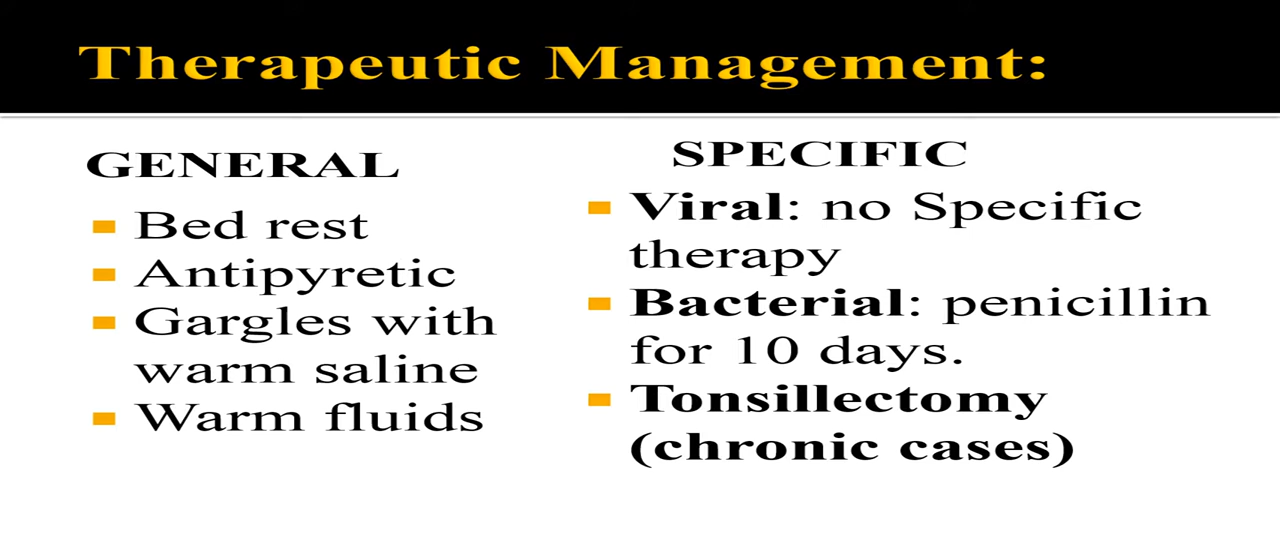 Therapeutic Management:
GENERAL
Bed rest
Antipyretic
Gargles with
warm saline
Warm fluids
SPECIFIC
Viral: no Specific
therapy
Bacterial: penicillin
for 10 days.
Tonsillectomy
(chronic cases)